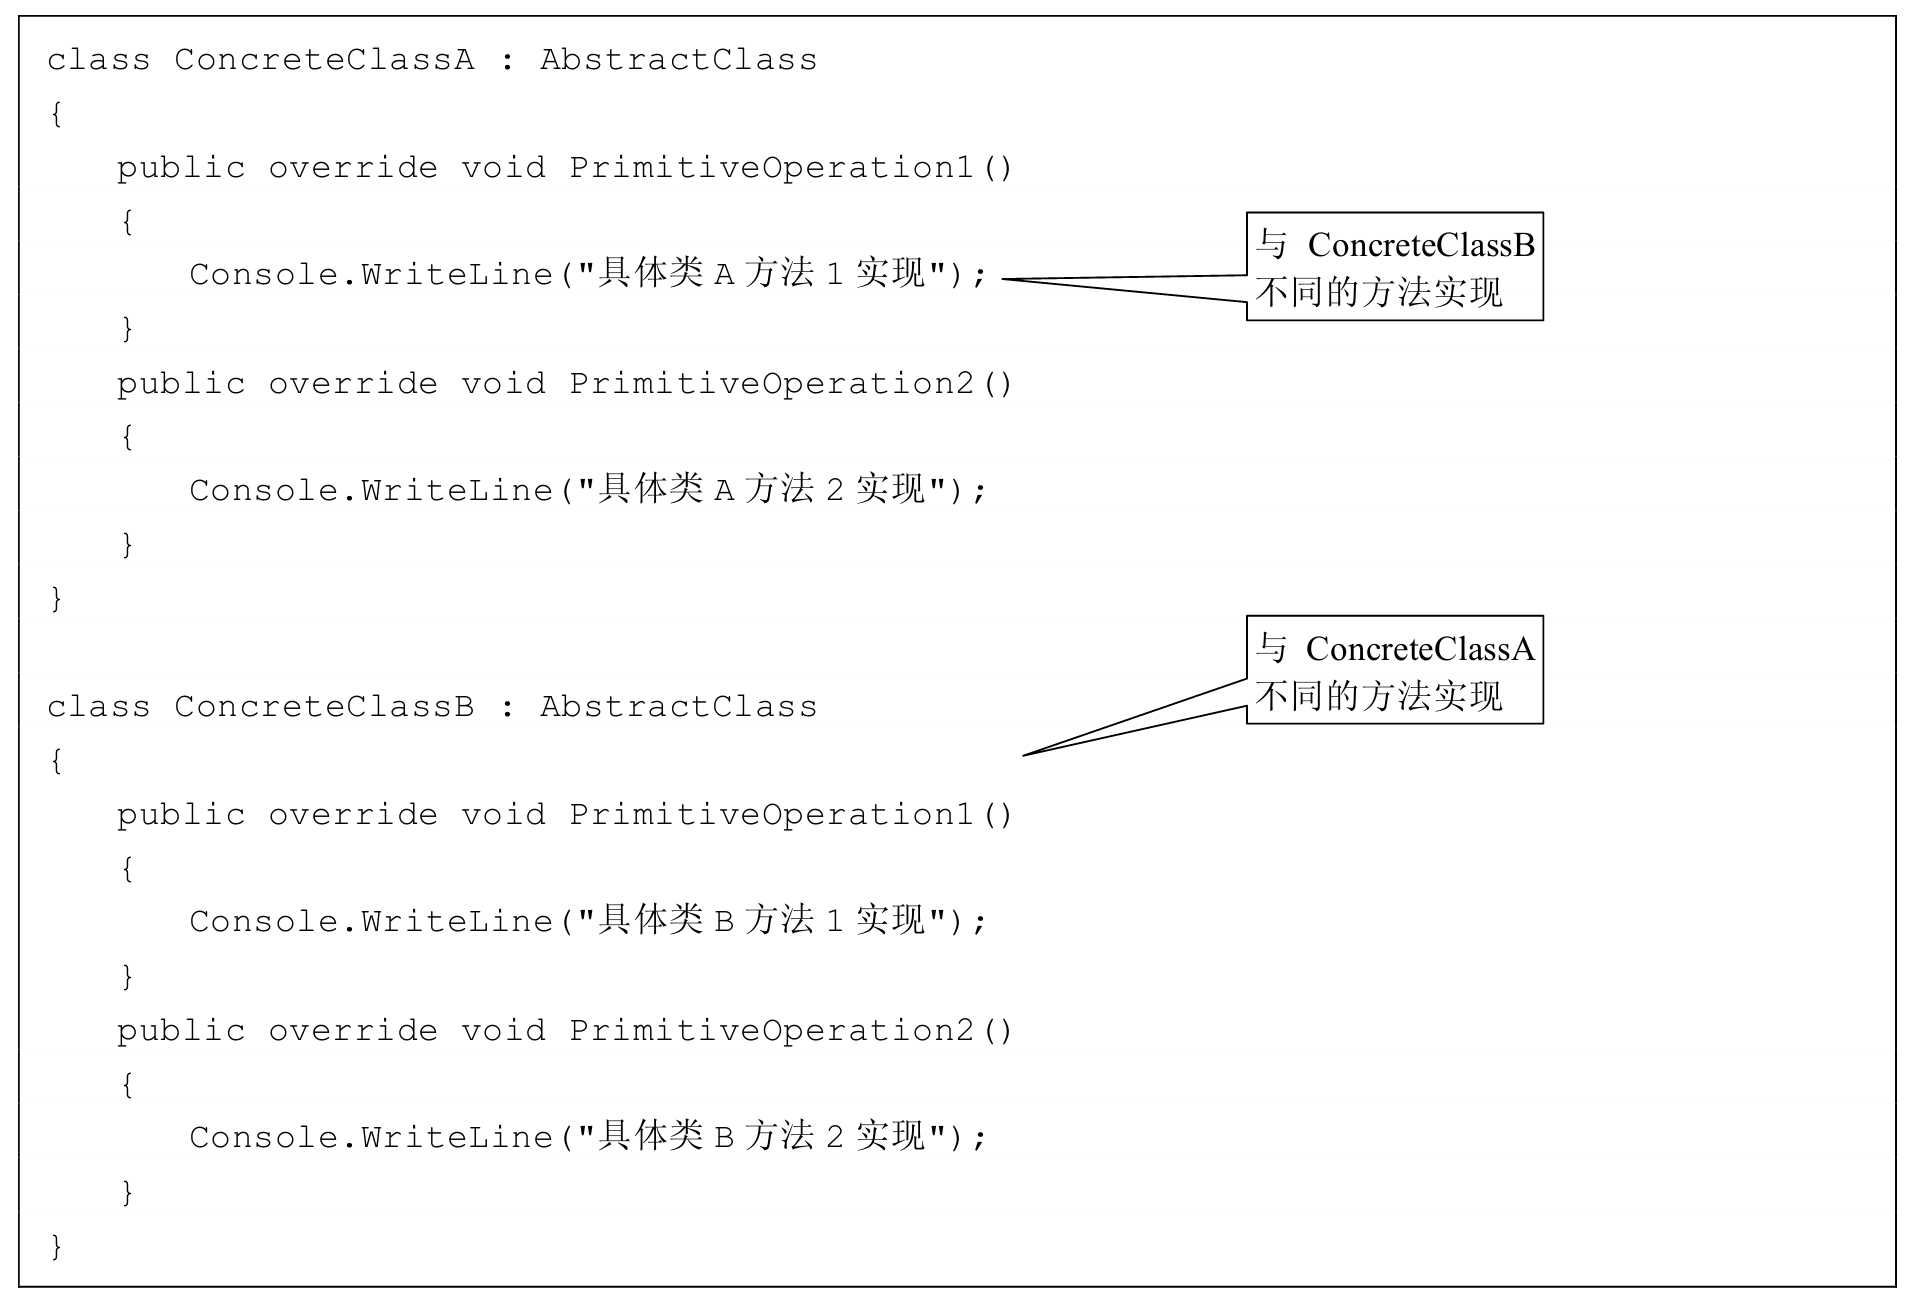 class ConcreteClassA : AbstractClass
{
public override void PrimitiveOperation1()
{
Console.WriteLine("具体类 A 方法 1 实现");
}
public override void PrimitiveOperation2()
{
Console.WriteLine("具体类 A 方法 2 实现");
}
}
与 ConcreteClassB
不同的方法实现
class ConcreteClassB : AbstractClass
{
public override void PrimitiveOperation1()
{
Console.WriteLine("具体类 B 方法 1 实现");
}
public override void PrimitiveOperation2()
{
Console.WriteLine("具体类 B 方法 2 实现");
}
}
与 ConcreteClassA
不同的方法实现